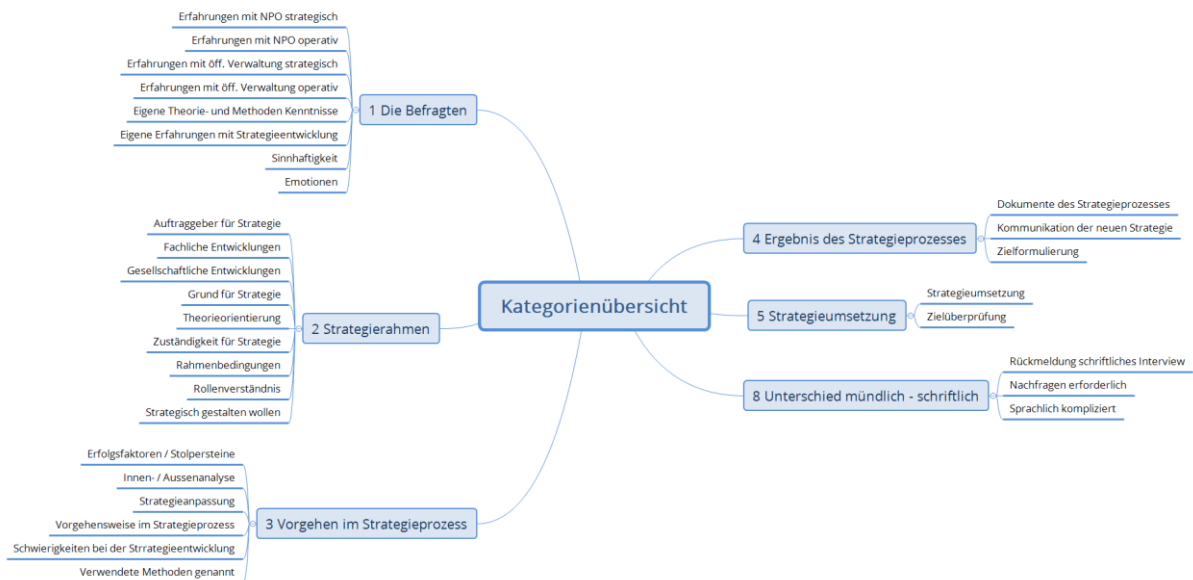 Kategorienübersicht
1 Die Befragten
Erfahrungen mit NPO strategisch
Erfahrungen mit NPO operativ
Erfahrungen mit öff. Verwaltung strategisch
Erfahrungen mit öff. Verwaltung operativ
Eigene Theorie- und Methoden Kenntnisse
Eigene Erfahrungen mit Strategieentwicklung
Sinnhaftigkeit
Emotionen
2 Strategierahmen
Auftraggeber für Strategie
Fachliche Entwicklungen
Gesellschaftliche Entwicklungen
Grund für Strategie
Theorieorientierung
Zuständigkeit für Strategie
Rahmenbedingungen
Rollenverständnis
Strategisch gestalten wollen
3 Vorgehen im Strategieprozess
Erfolgsfaktoren / Stolpersteine
Innen- / Aussenanalyse
Strategieanpassung
Vorgehensweise im Strategieprozess
Schwierigkeiten bei der Strrategieentwicklung
Verwendete Methoden genannt
4 Ergebnis des Strategieprozesses
Dokumente des Strategieprozesses
Kommunikation der neuen Strategie
Zielformulierung
5 Strategieumsetzung
Strategieumsetzung
Zielüberprüfung
8 Unterschied mündlich - schriftlich
Rückmeldung schriftliches Interview
Nachfragen erforderlich
Sprachlich kompliziert